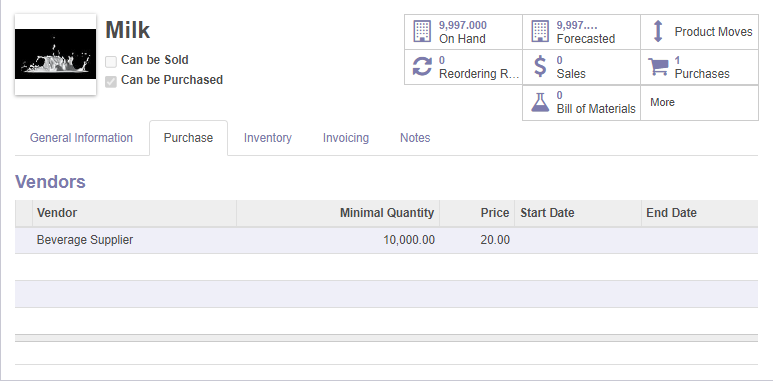 Milk
Can be Sold
Can be Purchased
9,997.000
On Hand
9,997....
Forecasted
Product Moves
0
Reordering R...
0
Sales
1
Purchases
0
Bill of Materials
More
General Information Purchase Inventory Invoicing Notes
Vendors
Vendor Minimal Quantity Price Start Date End Date
Beverage Supplier 10,000.00 20.00